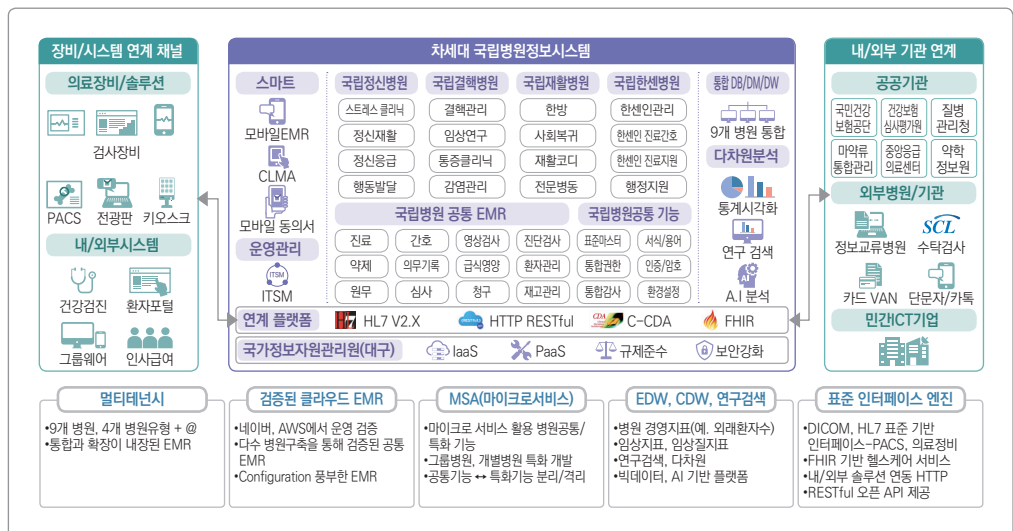 장비/시스템 연계 채널
의료장비/솔루션
검사장비
PACS 전광판 키오스크
내/외부시스템
건강검진 환자포털
그룹웨어 인사급여
차세대 국립병원정보시스템
스마트
모바일EMR
CLMA
모바일 동의서
운영관리
ITSM
ITSM
국립정신병원 국립결핵병원 국립재활병원 국립한센병원
스트레스 클리닉 결핵관리 한방 한센인관리
정신재활 임상연구 사회복귀 한센인 진료간호
정신응급 통증클리닉 재활코디 한센인 진료지원
행동발달 감염관리 전문병동 행정지원
국립병원 공통 EMR 국립병원공통 기능
진료 간호 영상검사 진단검사 표준마스터 서식/용어
약제 의무기록 급식영양 환자관리 통합권한 인증/암호
원무 심사 청구 재고관리 통합감사 환경설정
통합 DB/DM/DW
9개 병원 통합
다차원분석
통계시각화
연구 검색
AI
A.I 분석
연계 플랫폼 HL7 V2.X HTTP RESTful CDA C-CDA FHIR
국가정보자원관리원(대구) IaaS PaaS 규제준수 보안강화
내/외부 기관 연계
공공기관
국민건강보험공단 건강보험심사평가원 질병관리청
마약류통합관리 중앙응급의료센터 약학정보원
외부병원/기관
SCL
정보교류병원 수탁검사
카드 VAN 단문자/카톡
민간ICT기업
멀티테넌시
•9개 병원, 4개 병원유형 + @
•통합과 확장이 내장된 EMR
검증된 클라우드 EMR
•네이버, AWS에서 운영 검증
•다수 병원구축을 통해 검증된 공통
EMR
•Configuration 풍부한 EMR
MSA(마이크로서비스)
•마이크로 서비스 활용 병원공통/
특화 기능
•그룹병원, 개별병원 특화 개발
•공통기능 ↔ 특화기능 분리/격리
EDW, CDW, 연구검색
•병원 경영지표(예. 외래환자수)
•임상지표, 임상질지표
•연구검색, 다차원
•빅데이터, AI 기반 플랫폼
표준 인터페이스 엔진
•DICOM, HL7 표준 기반
인터페이스-PACS, 의료정비
•FHIR 기반 헬스케어 서비스
•내/외부 솔루션 연동 HTTP
•RESTful 오픈 API 제공